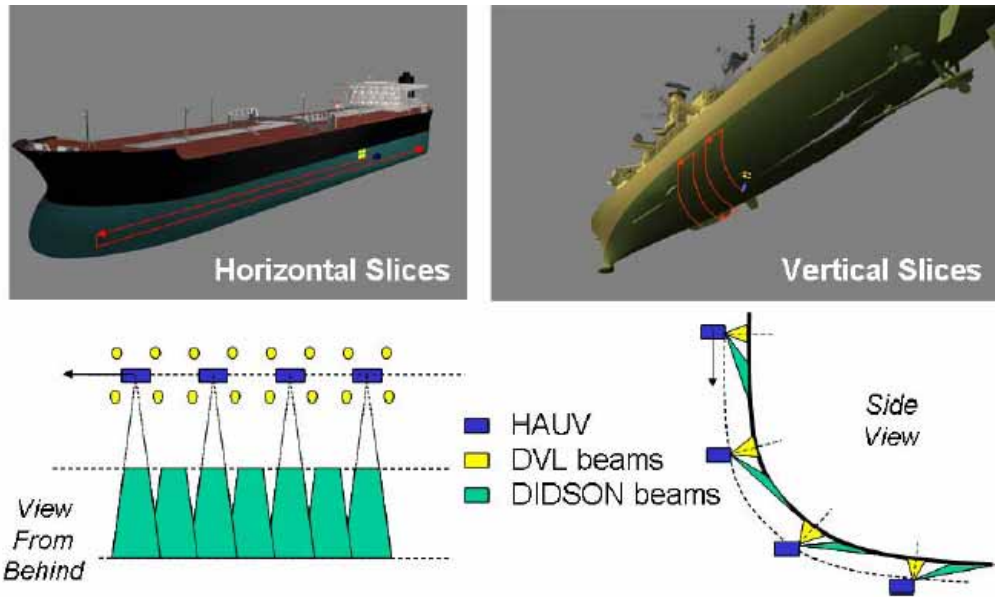 Horizontal Slices
Vertical Slices
View
From
Behind
HAUV
DVL beams
DIDSON beams
Side
View